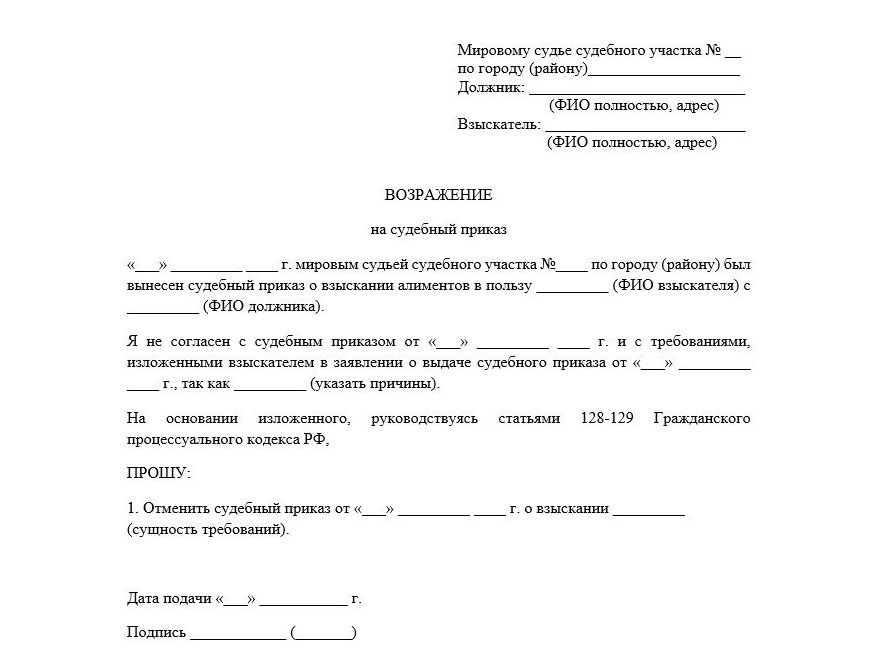 Мировому судье судебного участка № __
по городу (району)___________________
Должник: ___________________________
(ФИО полностью, адрес)
Взыскатель: _________________________
(ФИО полностью, адрес)
ВОЗРАЖЕНИЕ
на судебный приказ
«___» _________ ____ г. мировым судьей судебного участка №____ по городу (району) был
вынесен судебный приказ о взыскании алиментов в пользу _________ (ФИО взыскателя) с
_________ (ФИО должника).
Я не согласен с судебным приказом от «___» _________ ____ г. и с требованиями,
изложенными взыскателем в заявлении о выдаче судебного приказа от «___» _________
____ г., так как _________ (указать причины).
На основании изложенного, руководствуясь статьями 128-129 Гражданского
процессуального кодекса РФ,
ПРОШУ:
1. Отменить судебный приказ от «___» _________ ____ г. о взыскании _________
(сущность требований).
Дата подачи «___» ___________ г.
Подпись ____________ (_______)